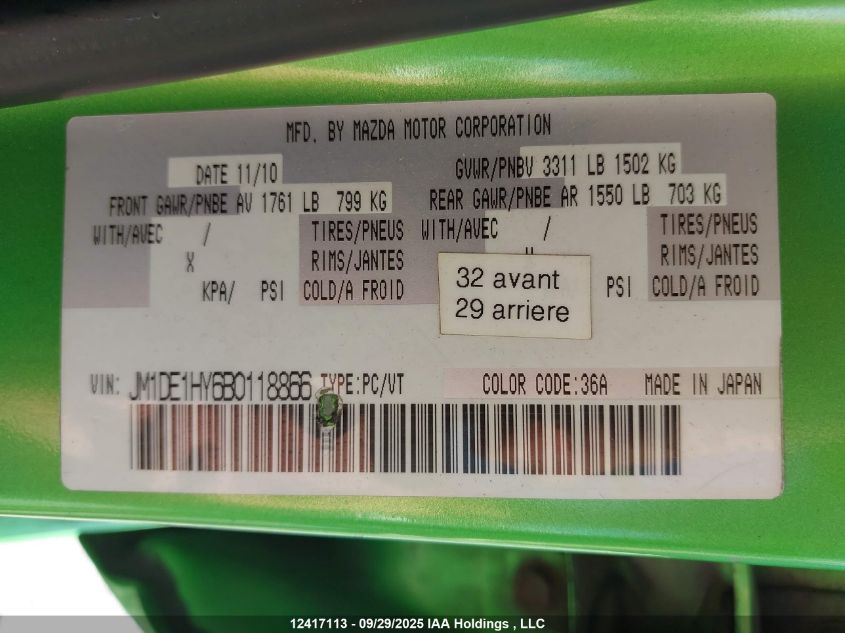 MFD. BY MAZDA MOTOR CORPORATION
DATE 11/10 GVWR/PNBV 3311 LB 1502 KG
FRONT GAWR/PNBE AV 1761 LB 799 KG REAR GAWR/PNBE AR 1550 LB 703 KG
WITH/AVEC / TIRES/PNEUS WITH/AVEC / TIRES/PNEUS
X RIMS/JANTES RIMS/JANTES
KPA/ PSI COLD/A FROID PSI COLD/A FROID
32 avant
29 arriere
VIN: JM1DE1HY6B0118866 TYPE:PC/VT COLOR CODE:36A MADE IN JAPAN
12417113 - 09/29/2025 IAA Holdings , LLC